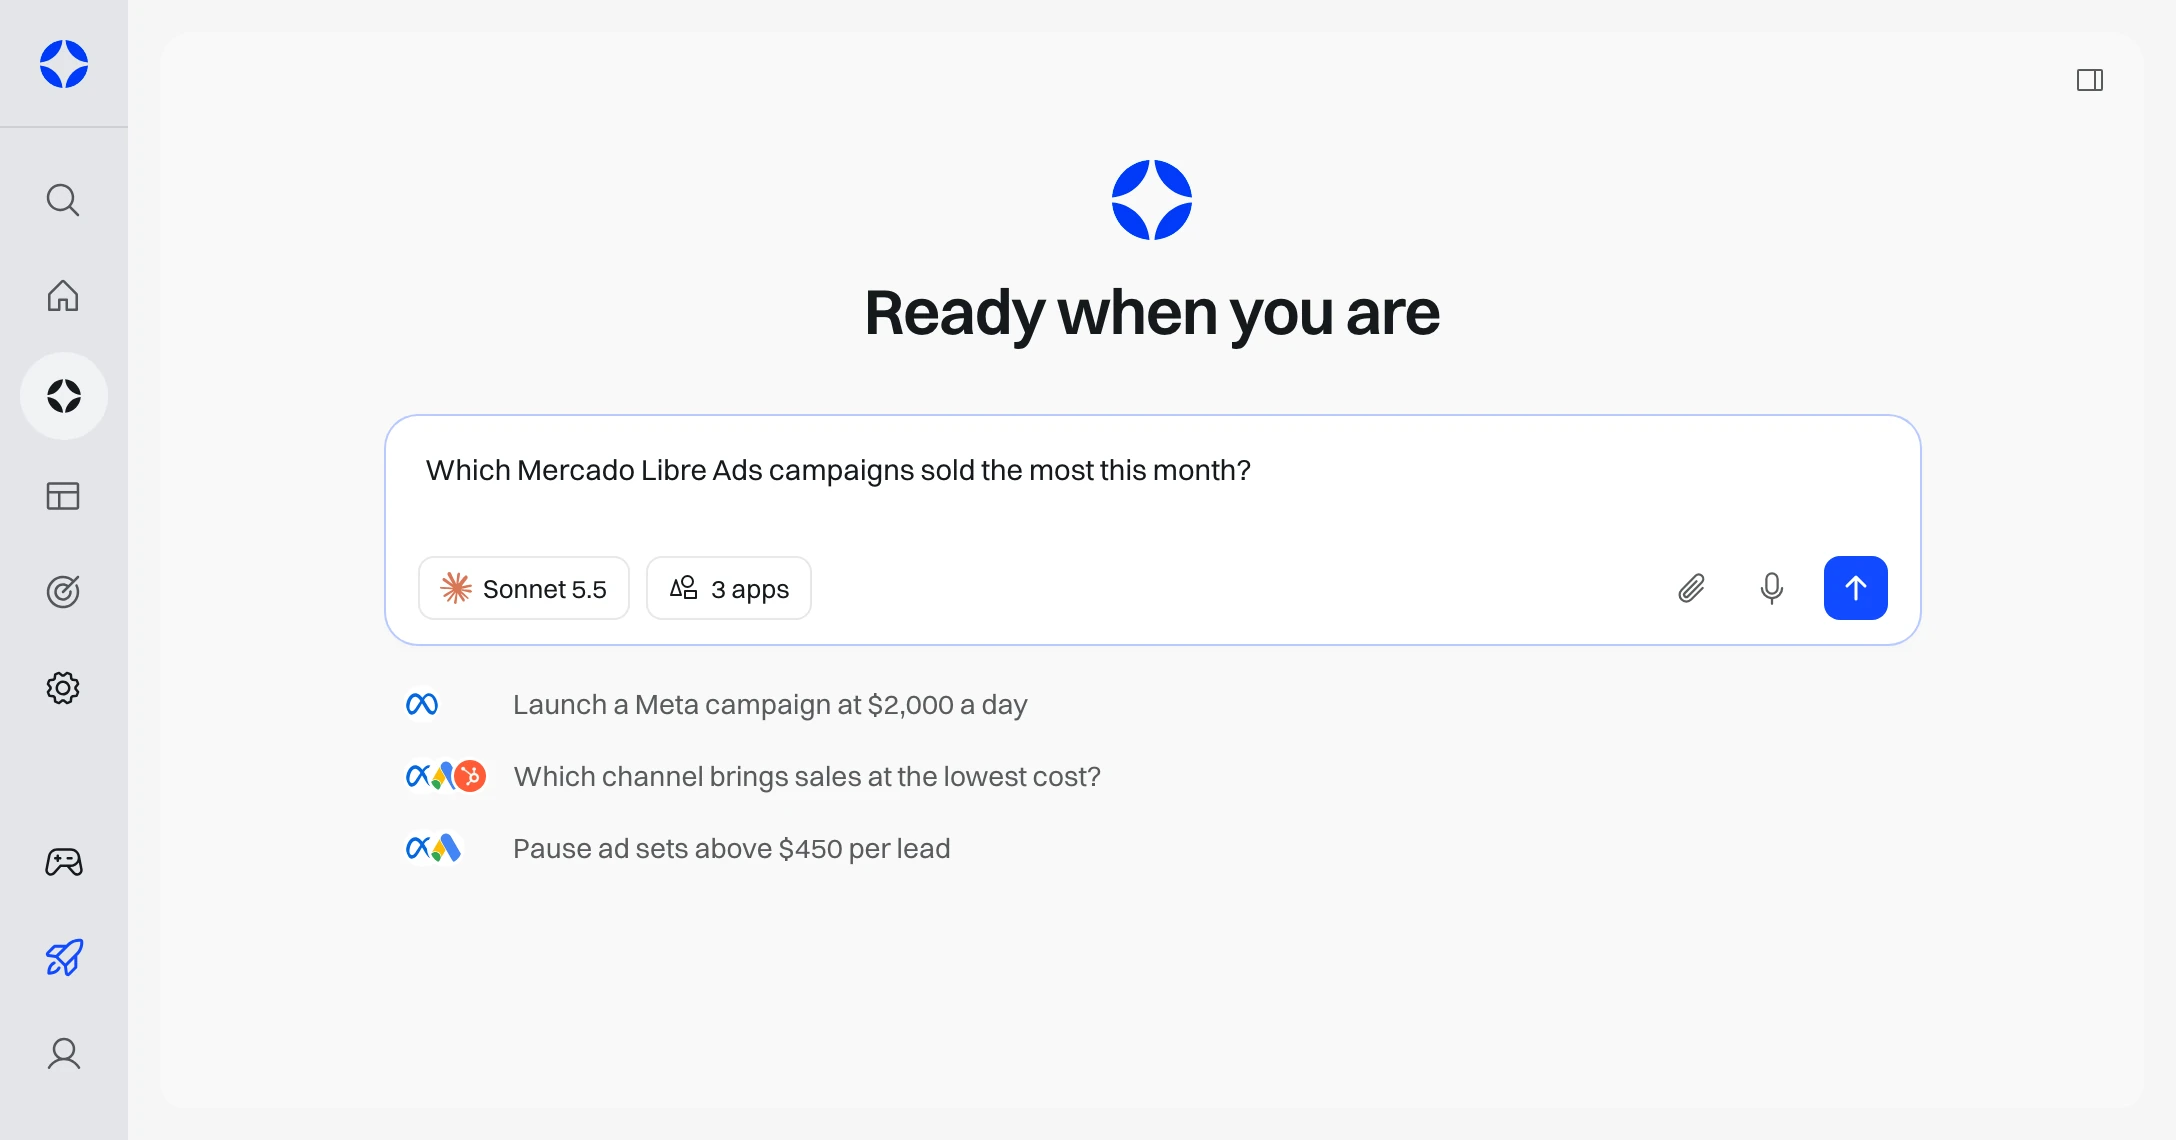 Ready when you are
Which Mercado Libre Ads campaigns sold the most this month?
Sonnet 5.5
3 apps
Launch a Meta campaign at $2,000 a day
Which channel brings sales at the lowest cost?
Pause ad sets above $450 per lead